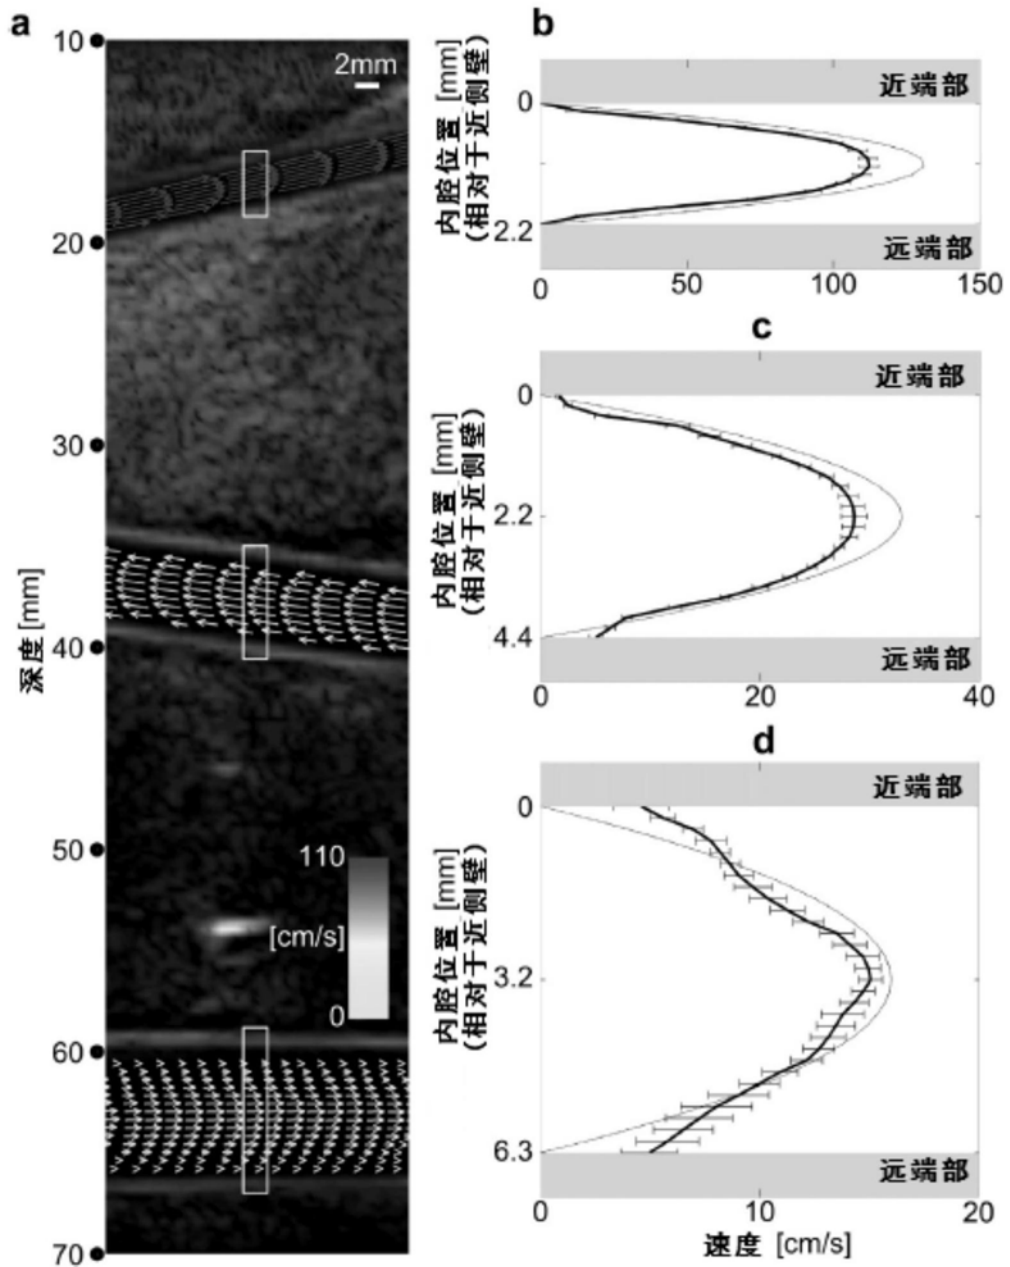 a
10
2mm
20
30
40
50
60
70
深度[mm]
110
[cm/s]
0
b
内腔位置 [mm]
(相对于近侧壁)
近端部
0
2.2
远端部
0
50
100
150
c
内腔位置 [mm]
(相对于近侧壁)
近端部
0
2.2
4.4
远端部
0
20
40
d
内腔位置 [mm]
(相对于近侧壁)
近端部
0
3.2
6.3
远端部
0
10
20
速度 [cm/s]